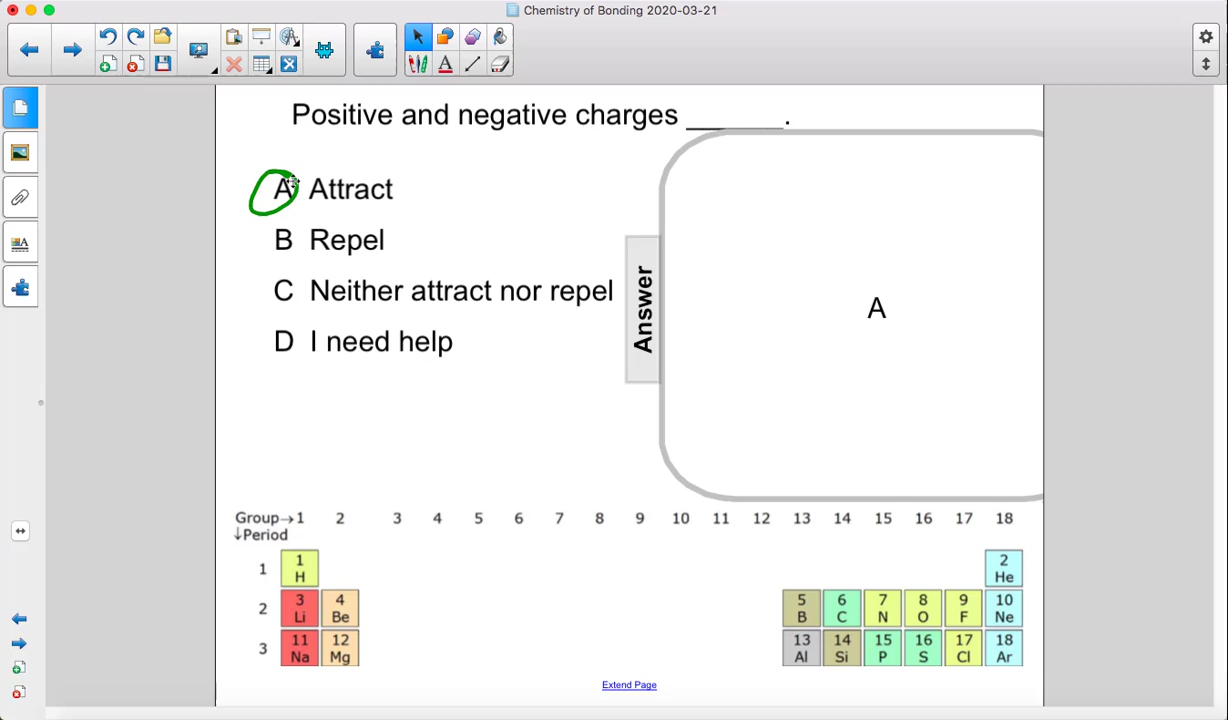 Chemistry of Bonding 2020-03-21
Positive and negative charges ______.
A Attract
B Repel
C Neither attract nor repel
D I need help
Answer
A
Group→1 2 3 4 5 6 7 8 9 10 11 12 13 14 15 16 17 18
↓Period
1 2
1 H He
3 4 5 6 7 8 9 10
2 Li Be B C N O F Ne
11 12 13 14 15 16 17 18
3 Na Mg Al Si P S Cl Ar
Extend Page